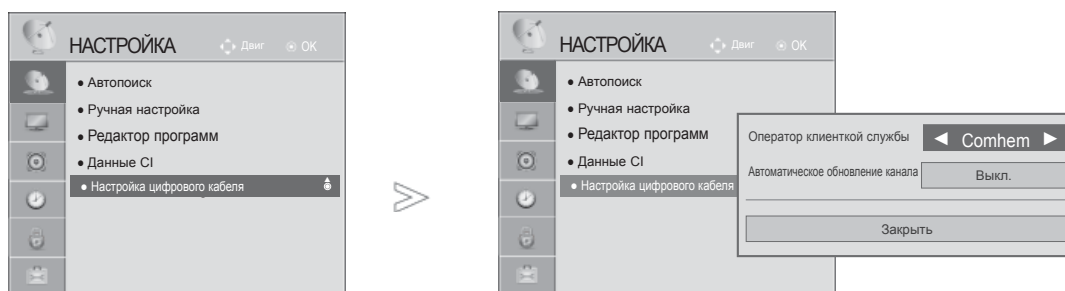 НАСТРОЙКА
Двиг
OK
• Автопоиск
• Ручная настройка
• Редактор программ
• Данные CI
• Настройка цифрового кабеля
НАСТРОЙКА
Двиг
OK
• Автопоиск
• Ручная настройка
• Редактор программ
• Данные CI
• Настройка цифрового кабеля
Оператор клиенткой службы
◄ Comhem ►
Автоматическое обновление канала
Выкл.
Закрыть